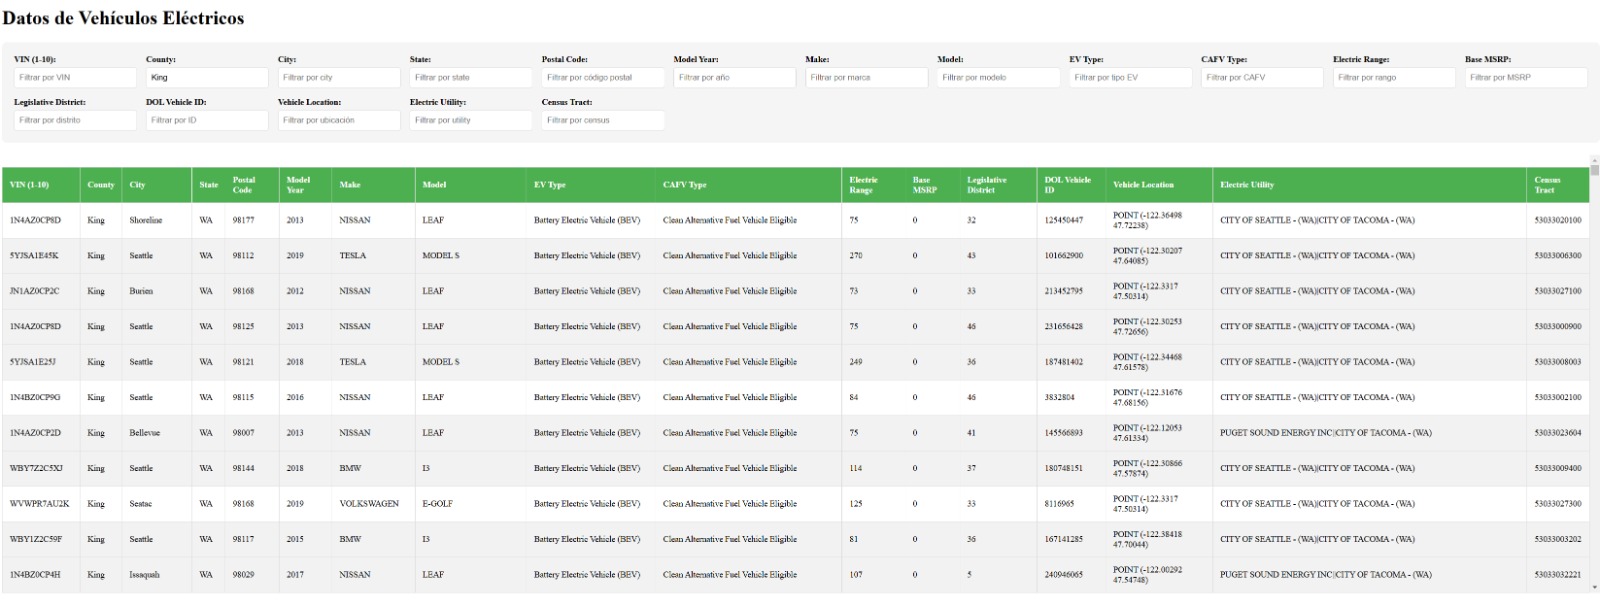 Datos de Vehículos Eléctricos
VIN (1-10): County: City: State: Postal Code: Model Year: Make: Model: EV Type: CAFV Type: Electric Range: Base MSRP:
Filtrar por VIN King Filtrar por city Filtrar por state Filtrar por código postal Filtrar por año Filtrar por marca Filtrar por modelo Filtrar por tipo EV Filtrar por CAFV Filtrar por rango Filtrar por MSRP
Legislative District: DOL Vehicle ID: Vehicle Location: Electric Utility: Census Tract:
Filtrar por distrito Filtrar por ID Filtrar por ubicación Filtrar por utility Filtrar por census
VIN (1-10) County City State Postal Code Model Year Make Model EV Type CAFV Type Electric Range Base MSRP Legislative District DOL Vehicle ID Vehicle Location Electric Utility Census Tract
1N4AZ0CP8D King Shoreline WA 98177 2013 NISSAN LEAF Battery Electric Vehicle (BEV) Clean Alternative Fuel Vehicle Eligible 75 0 32 125450447 POINT (-122.36498 47.72238) CITY OF SEATTLE - (WA)|CITY OF TACOMA - (WA) 53033020100
5YJSA1E45K King Seattle WA 98112 2019 TESLA MODEL S Battery Electric Vehicle (BEV) Clean Alternative Fuel Vehicle Eligible 270 0 43 101662900 POINT (-122.30207 47.64085) CITY OF SEATTLE - (WA)|CITY OF TACOMA - (WA) 53033006300
JN1AZ0CP2C King Burien WA 98168 2012 NISSAN LEAF Battery Electric Vehicle (BEV) Clean Alternative Fuel Vehicle Eligible 73 0 33 213452795 POINT (-122.3317 47.50314) CITY OF SEATTLE - (WA)|CITY OF TACOMA - (WA) 53033027100
1N4AZ0CP8D King Seattle WA 98125 2013 NISSAN LEAF Battery Electric Vehicle (BEV) Clean Alternative Fuel Vehicle Eligible 75 0 46 231656428 POINT (-122.30253 47.72656) CITY OF SEATTLE - (WA)|CITY OF TACOMA - (WA) 53033000900
5YJSA1E25J King Seattle WA 98121 2018 TESLA MODEL S Battery Electric Vehicle (BEV) Clean Alternative Fuel Vehicle Eligible 249 0 36 187481402 POINT (-122.34468 47.61578) CITY OF SEATTLE - (WA)|CITY OF TACOMA - (WA) 53033008003
1N4BZ0CP9G King Seattle WA 98115 2016 NISSAN LEAF Battery Electric Vehicle (BEV) Clean Alternative Fuel Vehicle Eligible 84 0 46 3832804 POINT (-122.31676 47.68156) CITY OF SEATTLE - (WA)|CITY OF TACOMA - (WA) 53033002100
1N4AZ0CP2D King Bellevue WA 98007 2013 NISSAN LEAF Battery Electric Vehicle (BEV) Clean Alternative Fuel Vehicle Eligible 75 0 41 145566893 POINT (-122.12053 47.61334) PUGET SOUND ENERGY INC|CITY OF TACOMA - (WA) 53033023604
WBY7Z2C5XJ King Seattle WA 98144 2018 BMW I3 Battery Electric Vehicle (BEV) Clean Alternative Fuel Vehicle Eligible 114 0 37 180748151 POINT (-122.30866 47.57874) CITY OF SEATTLE - (WA)|CITY OF TACOMA - (WA) 53033009400
WVWPR7AU2K King Seatac WA 98168 2019 VOLKSWAGEN E-GOLF Battery Electric Vehicle (BEV) Clean Alternative Fuel Vehicle Eligible 125 0 33 8116965 POINT (-122.3317 47.50314) CITY OF SEATTLE - (WA)|CITY OF TACOMA - (WA) 53033027300
WBY1Z2C59F King Seattle WA 98117 2015 BMW I3 Battery Electric Vehicle (BEV) Clean Alternative Fuel Vehicle Eligible 81 0 36 167141285 POINT (-122.38418 47.70044) CITY OF SEATTLE - (WA)|CITY OF TACOMA - (WA) 53033003202
1N4BZ0CP4H King Issaquah WA 98029 2017 NISSAN LEAF Battery Electric Vehicle (BEV) Clean Alternative Fuel Vehicle Eligible 107 0 5 240946065 POINT (-122.00292 47.54748) PUGET SOUND ENERGY INC|CITY OF TACOMA - (WA) 53033032221